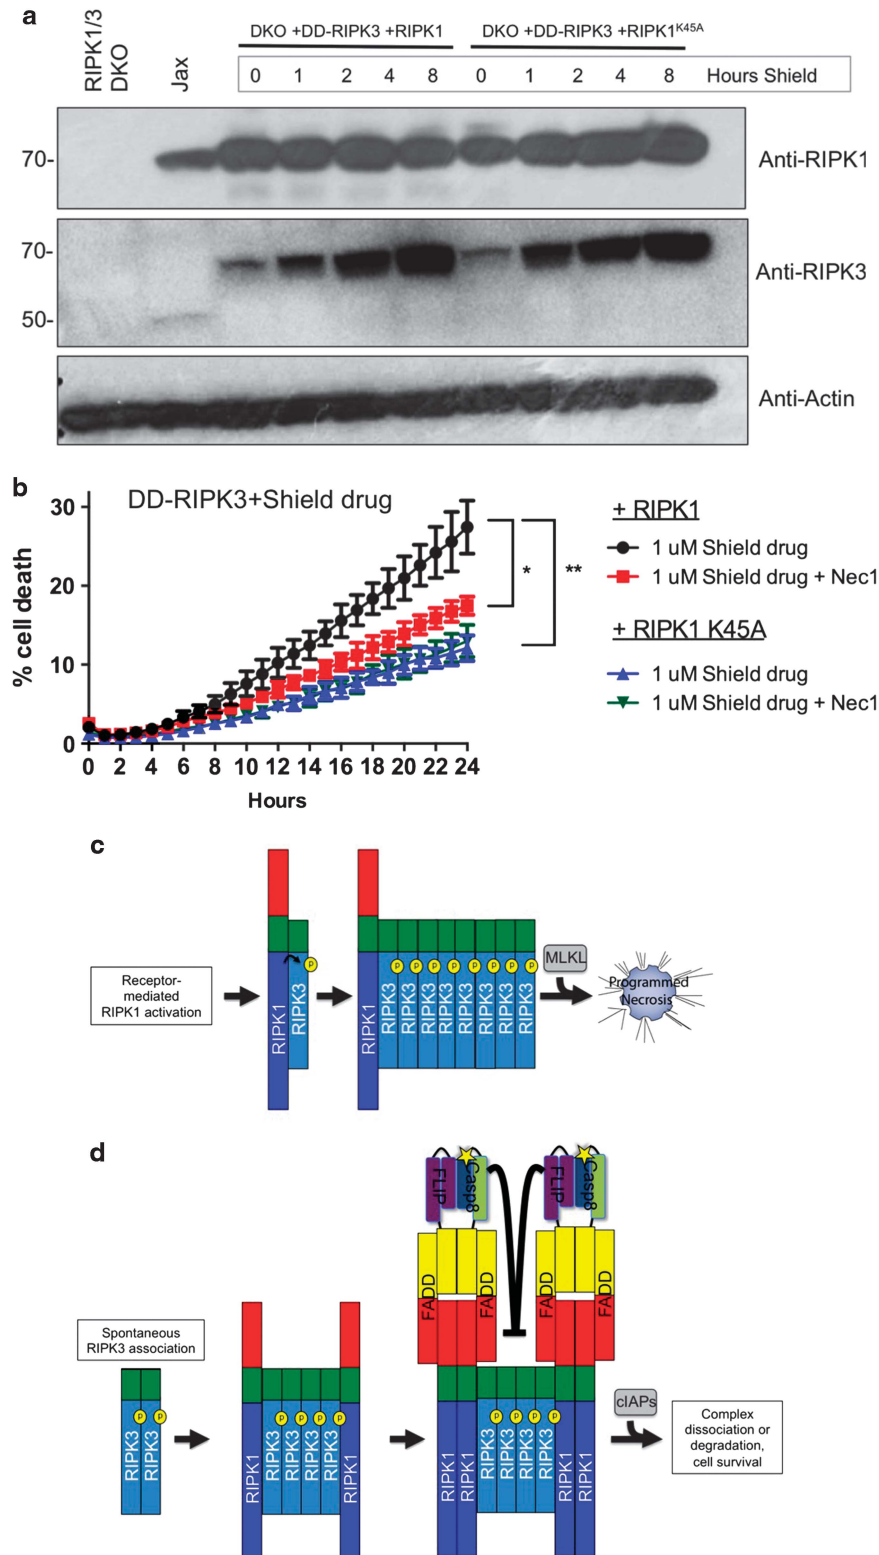 a
RIPK1/3
DKO
Jax
DKO +DD-RIPK3 +RIPK1
DKO +DD-RIPK3 +RIPK1K45A
0 1 2 4 8 0 1 2 4 8 Hours Shield
70-
Anti-RIPK1
70-
50-
Anti-RIPK3
Anti-Actin
b
DD-RIPK3+Shield drug
30
20
10
0
% cell death
0 2 4 6 8 10 12 14 16 18 20 22 24
Hours
*
**
+ RIPK1
1 uM Shield drug
1 uM Shield drug + Nec1
+ RIPK1 K45A
1 uM Shield drug
1 uM Shield drug + Nec1
c
Receptor-
mediated
RIPK1 activation
RIPK1
RIPK3
P
RIPK1
RIPK3 RIPK3 RIPK3 RIPK3 RIPK3 RIPK3 RIPK3 RIPK3
P P P P P P P P
MLKL
Programmed
Necrosis
d
Spontaneous
RIPK3 association
RIPK3 RIPK3
P P
RIPK1 RIPK3 RIPK3 RIPK3 RIPK3 RIPK1
P P P P
FLIP Casp8 FLIP Casp8
FADD FADD FADD FADD
RIPK1 RIPK1 RIPK3 RIPK3 RIPK3 RIPK3 RIPK1 RIPK1
P P P P
cIAPs
Complex
dissociation or
degradation,
cell survival